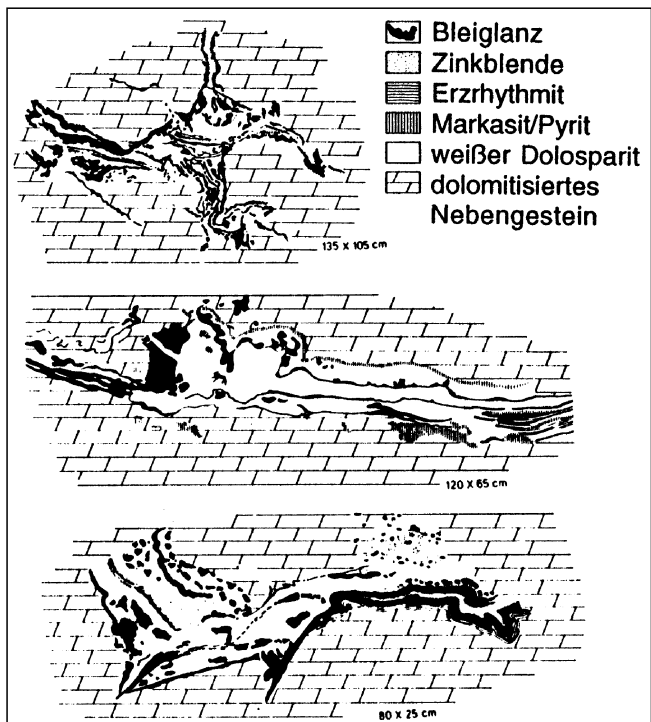 Bleiglanz
Zinkblende
Erzrhythmit
Markasit/Pyrit
weißer Dolosparit
dolomitisiertes
Nebengestein
135 x 105 cm
120 x 65 cm
80 x 25 cm